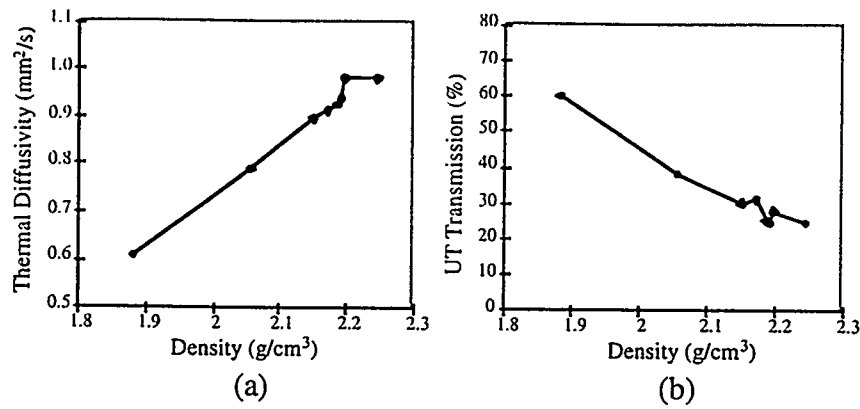 Thermal Diffusivity (mm²/s)
1.1
1.0
0.9
0.8
0.7
0.6
0.5
1.8 1.9 2 2.1 2.2 2.3
Density (g/cm³)
(a)
UT Transmission (%)
80
70
60
50
40
30
20
10
0
1.8 1.9 2 2.1 2.2 2.3
Density (g/cm³)
(b)